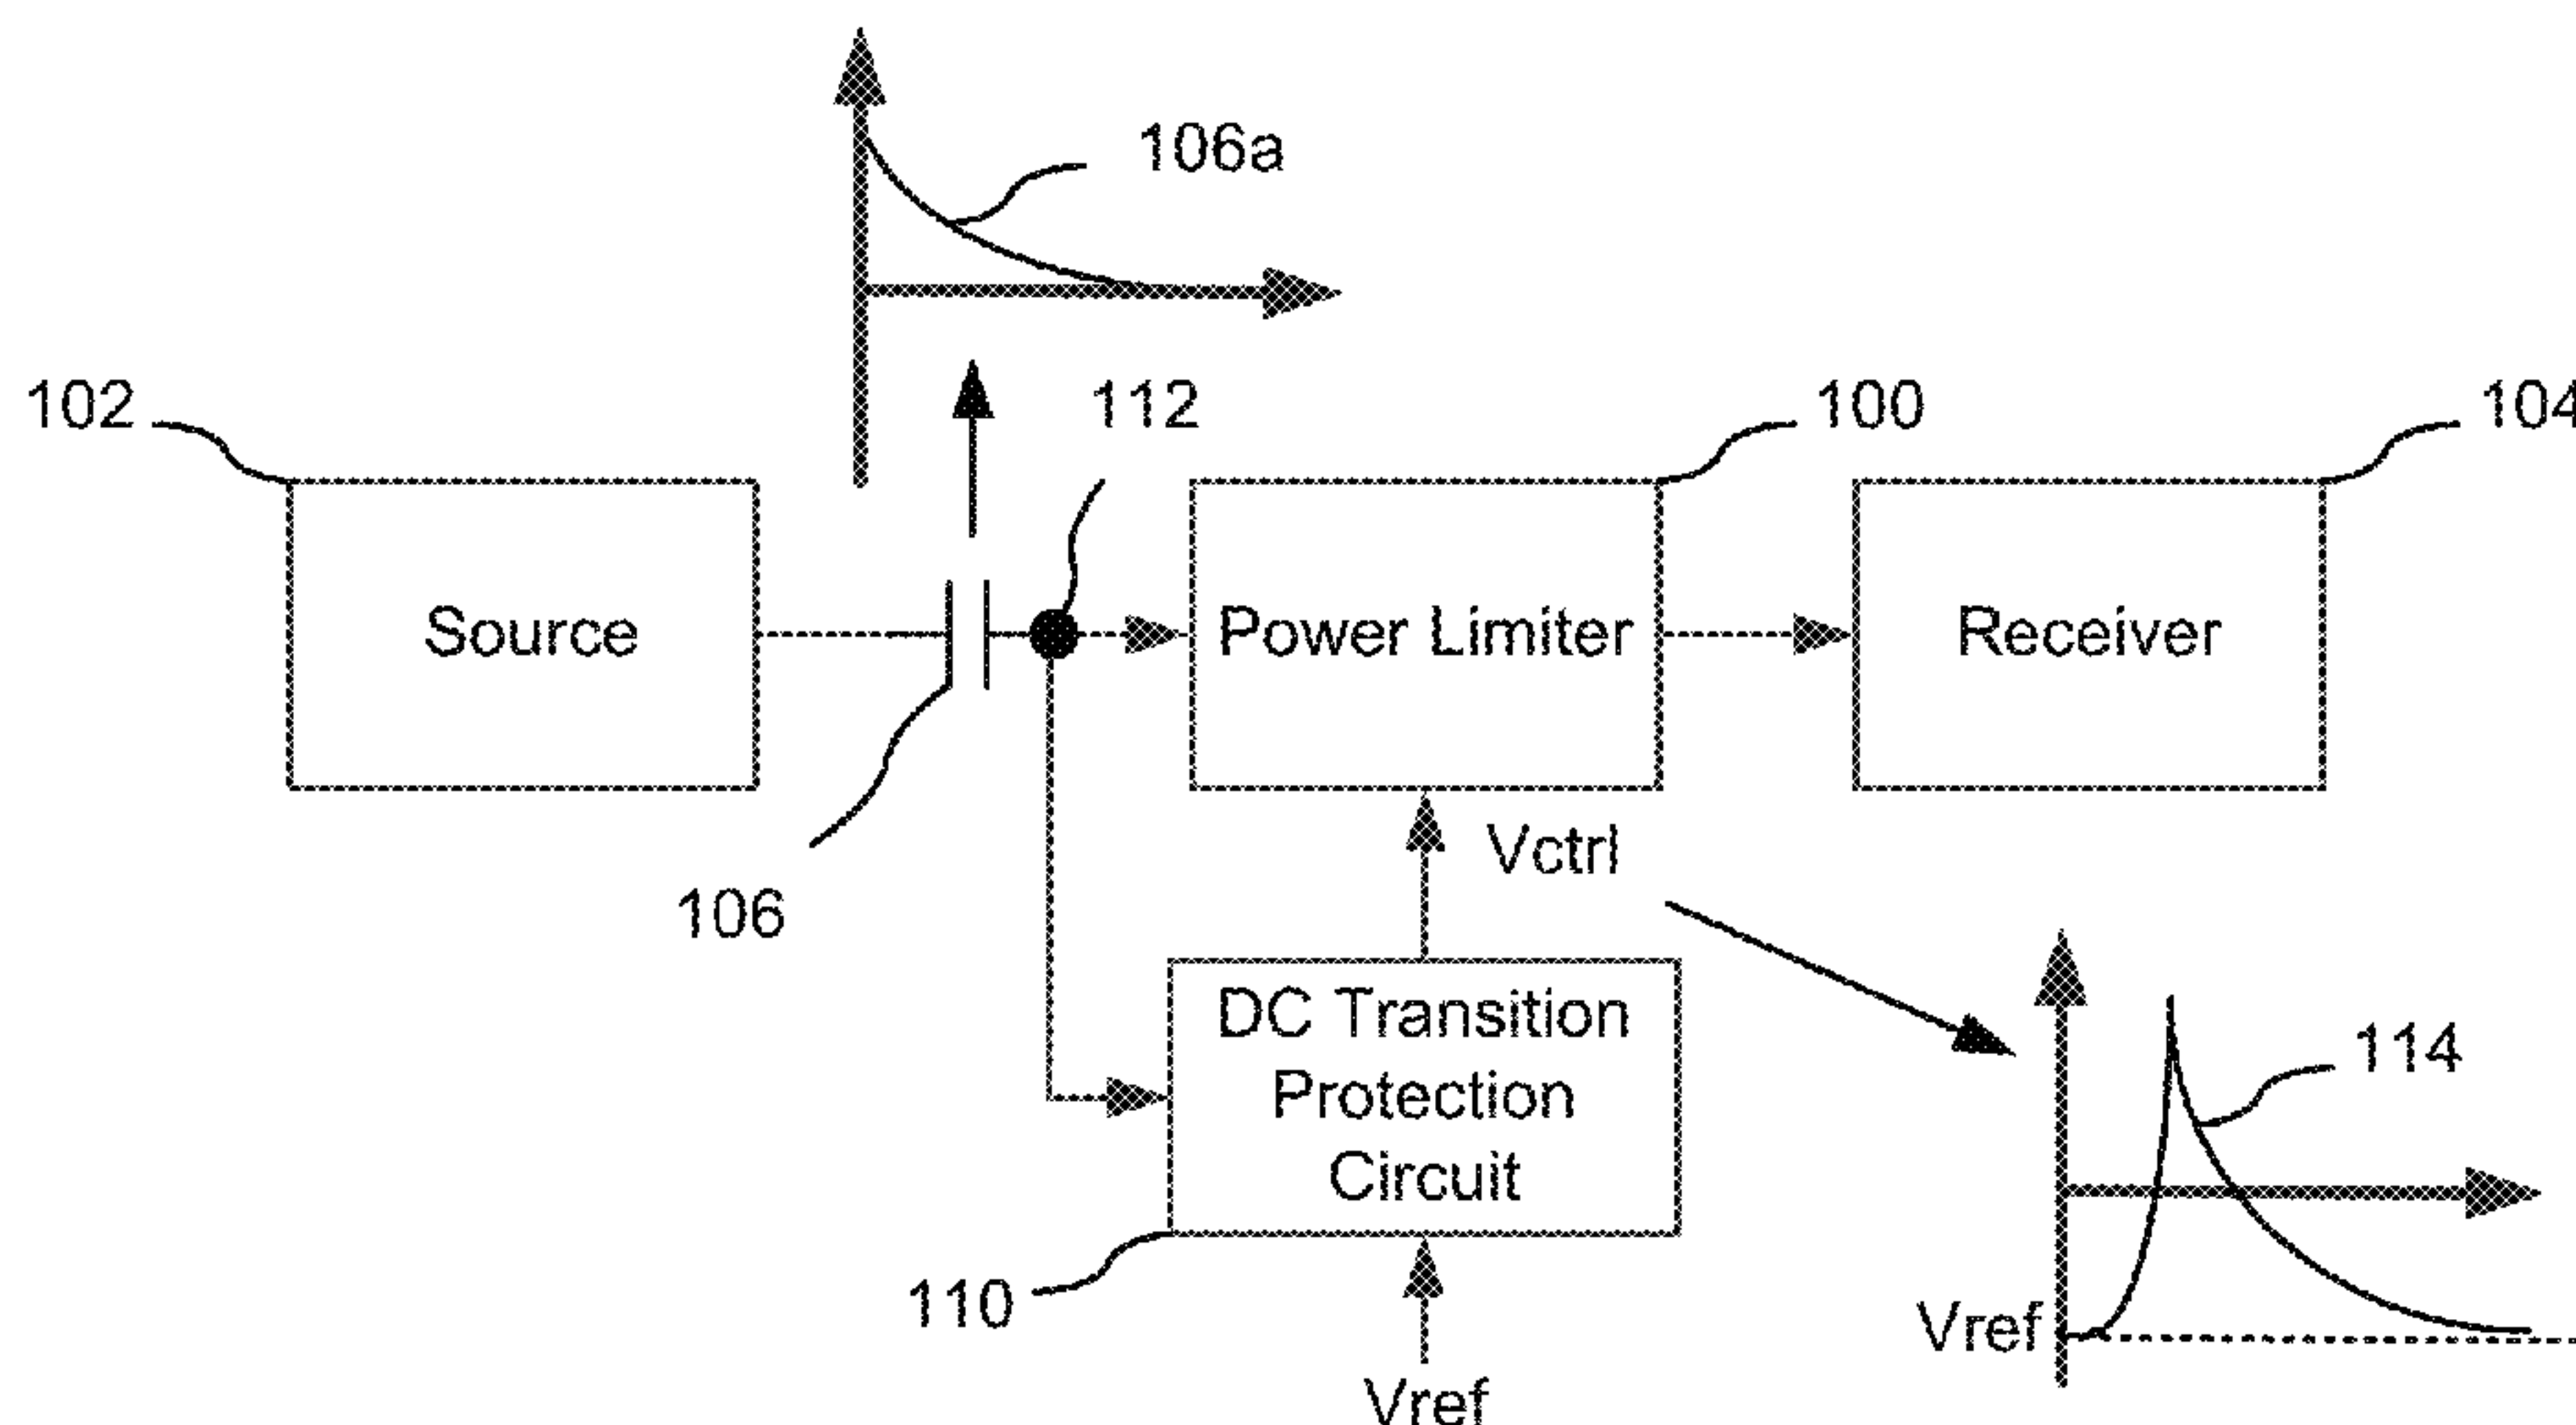 106a
102
112
100
104
Source
Power Limiter
Receiver
106
Vctrl
DC Transition
Protection
Circuit
114
110
Vref
Vref